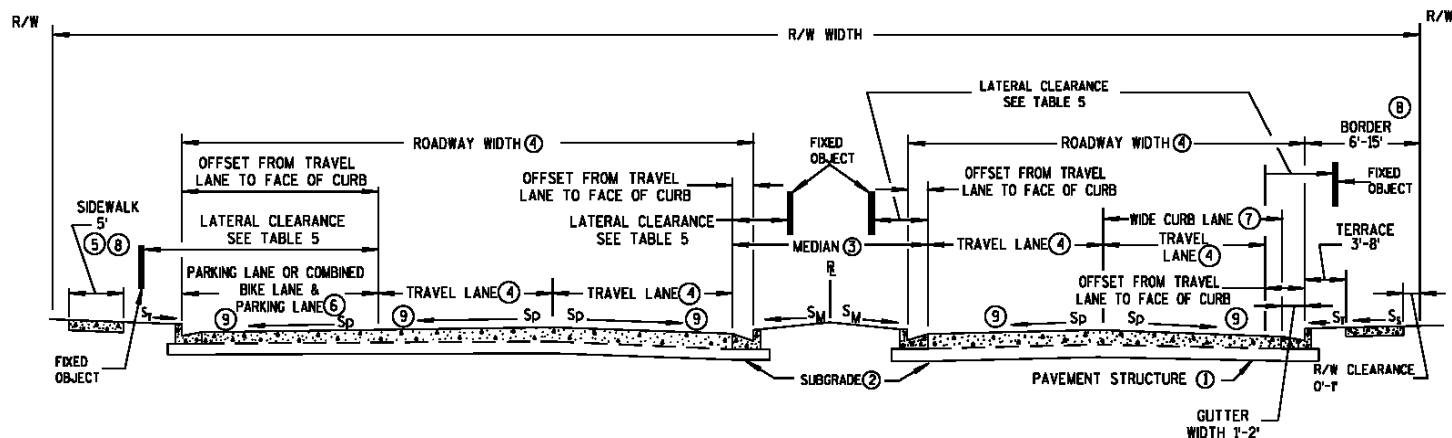 R/W
R/W
R/W WIDTH
LATERAL CLEARANCE
SEE TABLE 5
8
BORDER
6'-15'
ROADWAY WIDTH 4
FIXED
OBJECT
ROADWAY WIDTH 4
OFFSET FROM TRAVEL
LANE TO FACE OF CURB
OFFSET FROM TRAVEL
LANE TO FACE OF CURB
OFFSET FROM TRAVEL
LANE TO FACE OF CURB
FIXED
OBJECT
SIDEWALK
5'
5 8
LATERAL CLEARANCE
SEE TABLE 5
LATERAL CLEARANCE
SEE TABLE 5
WIDE CURB LANE 7
TERRACE
3'-8'
MEDIAN 3
TRAVEL LANE 4
TRAVEL
LANE 4
PARKING LANE OR COMBINED
BIKE LANE &
PARKING LANE 6
TRAVEL LANE 4
TRAVEL LANE 4
OFFSET FROM TRAVEL
LANE TO FACE OF CURB
ST
9
Sp
9
Sp
Sp
9
SM
SM
9
Sp
Sp
9
ST
Ss
FIXED
OBJECT
SUBGRADE 2
PAVEMENT STRUCTURE 1
R/W CLEARANCE
0'-1'
GUTTER
WIDTH 1'-2'